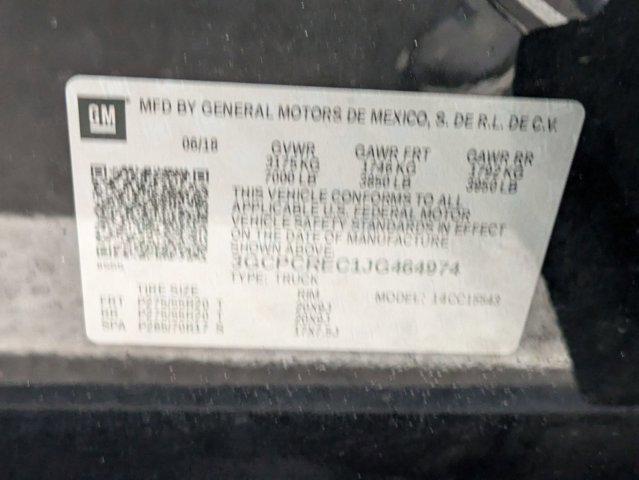 GM
MFD BY GENERAL MOTORS DE MEXICO, S. DE R.L. DE C.V.
06/18 GVWR GAWR FRT GAWR RR
3175 KG 1746 KG 1792 KG
7000 LB 3850 LB 3950 LB
THIS VEHICLE CONFORMS TO ALL
APPLICABLE U.S. FEDERAL MOTOR
VEHICLE SAFETY STANDARDS IN EFFECT
ON THE DATE OF MANUFACTURE
SHOWN ABOVE.
3GCPCREC1JG464974
TYPE: TRUCK
MODEL: 14CC15543
TIRE SIZE RIM
FRT P275/55R20 T 20X9J
RR P275/55R20 T 20X9J
SPA P265/70R17 S 17X7.5J